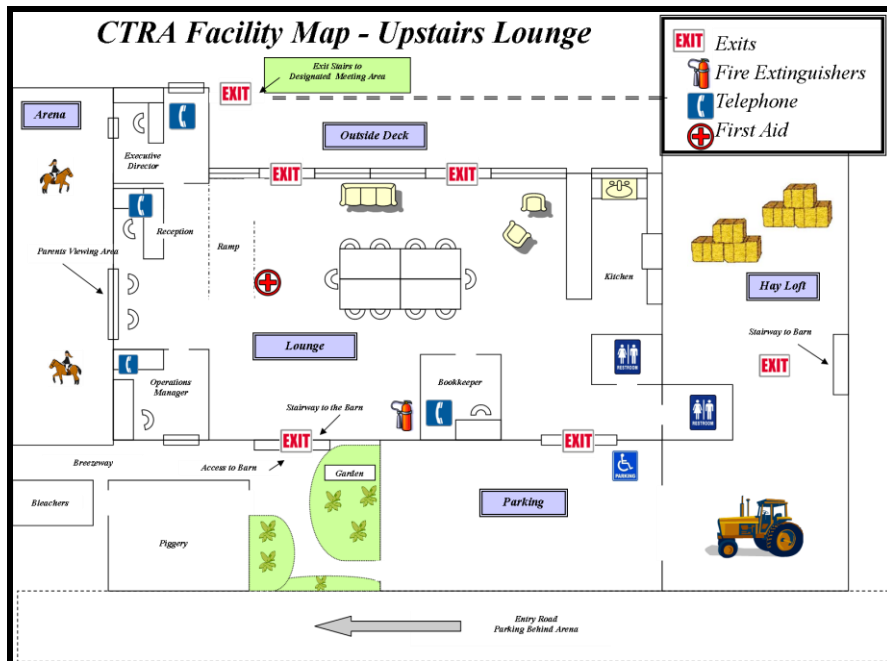 CTRA Facility Map - Upstairs Lounge
EXIT
Exits
Fire Extinguishers
Telephone
First Aid
Exit Stairs to
Designated Meeting Area
EXIT
Arena
Outside Deck
Executive
Director
EXIT
EXIT
Reception
Ramp
Parents Viewing Area
Kitchen
Hay Loft
Lounge
Stairway to Barn
EXIT
RESTROOM
Operations
Manager
Bookkeeper
Stairway to the Barn
RESTROOM
EXIT
EXIT
Breezeway
Access to Barn
Garden
PARKING
Bleachers
Parking
Piggery
Entry Road
Parking Behind Arena